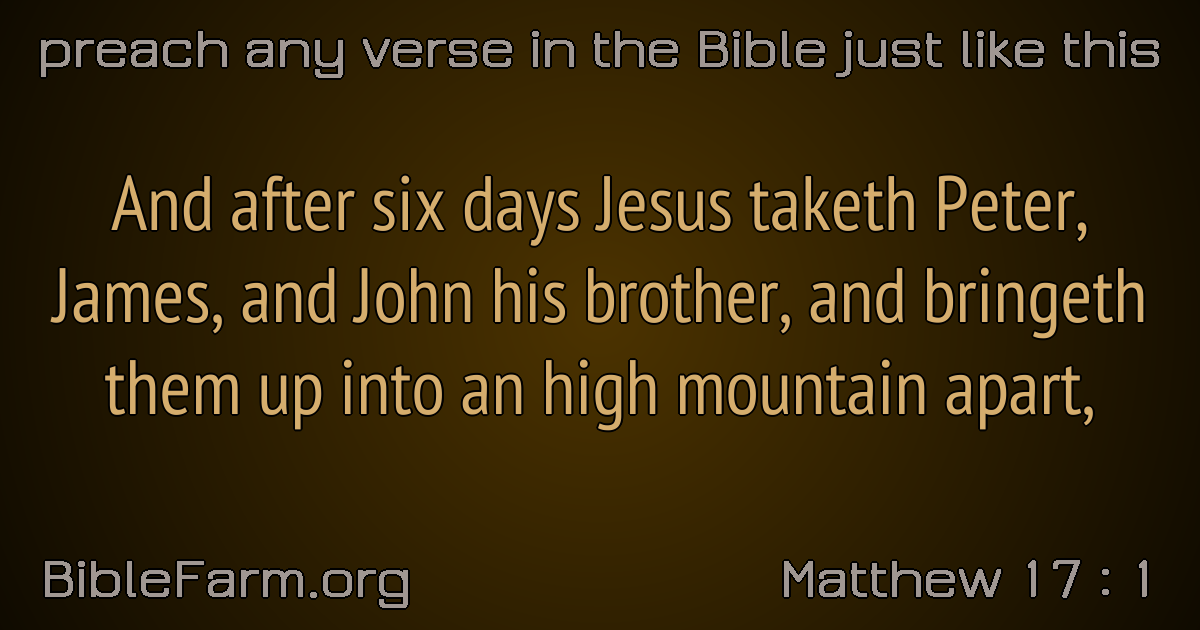 preach any verse in the Bible just like this
And after six days Jesus taketh Peter,
James, and John his brother, and bringeth
them up into an high mountain apart,
BibleFarm.org
Matthew 17 : 1